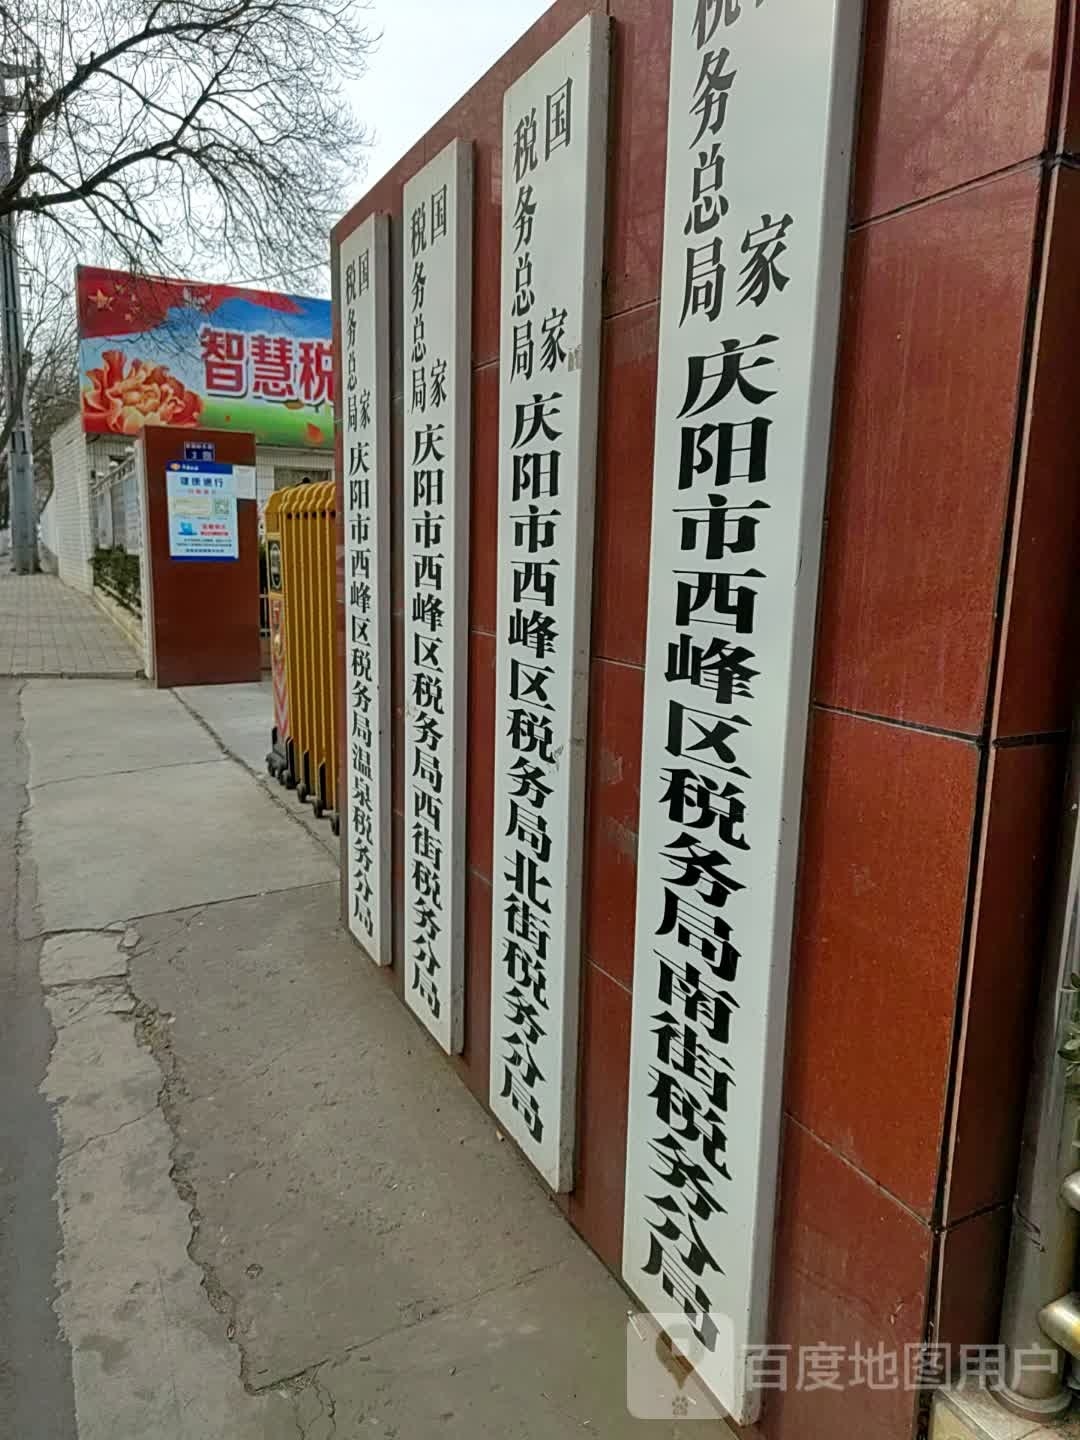 国家
税务总局
庆阳市西峰区税务局温泉税务分局
国家
税务总局
庆阳市西峰区税务局西街税务分局
国家
税务总局
庆阳市西峰区税务局北街税务分局
家
税务总局
庆阳市西峰区税务局南街税务分局
智慧税
健康通行
百度地图用户